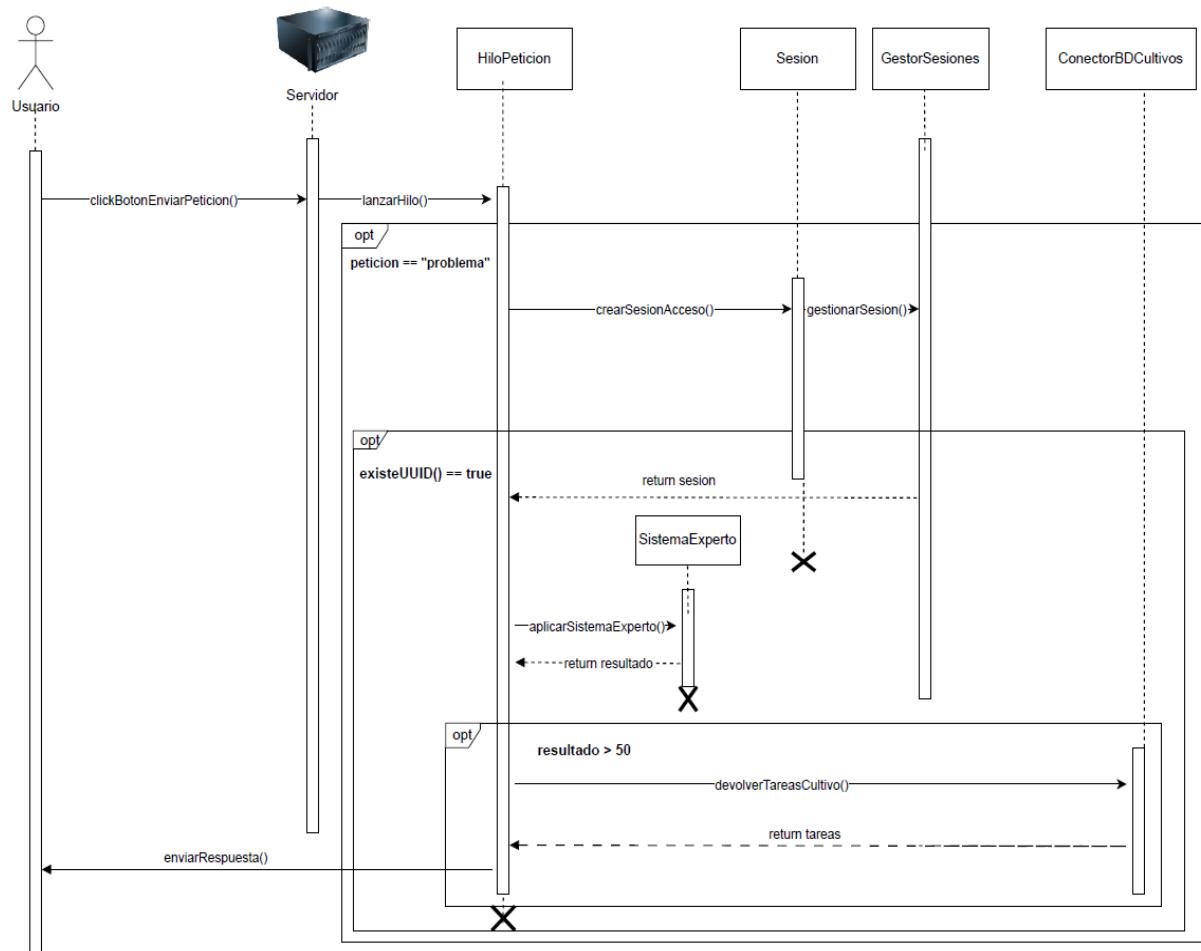 Usuario
Servidor
HiloPeticion
Sesion
GestorSesiones
ConectorBDCultivos
clickBotonEnviarPeticion()
lanzarHilo()
opt
peticion == "problema"
crearSesionAcceso()
gestionarSesion()
opt
existeUUID() == true
return sesion
SistemaExperto
aplicarSistemaExperto()
return resultado
opt
resultado > 50
devolverTareasCultivo()
return tareas
enviarRespuesta()